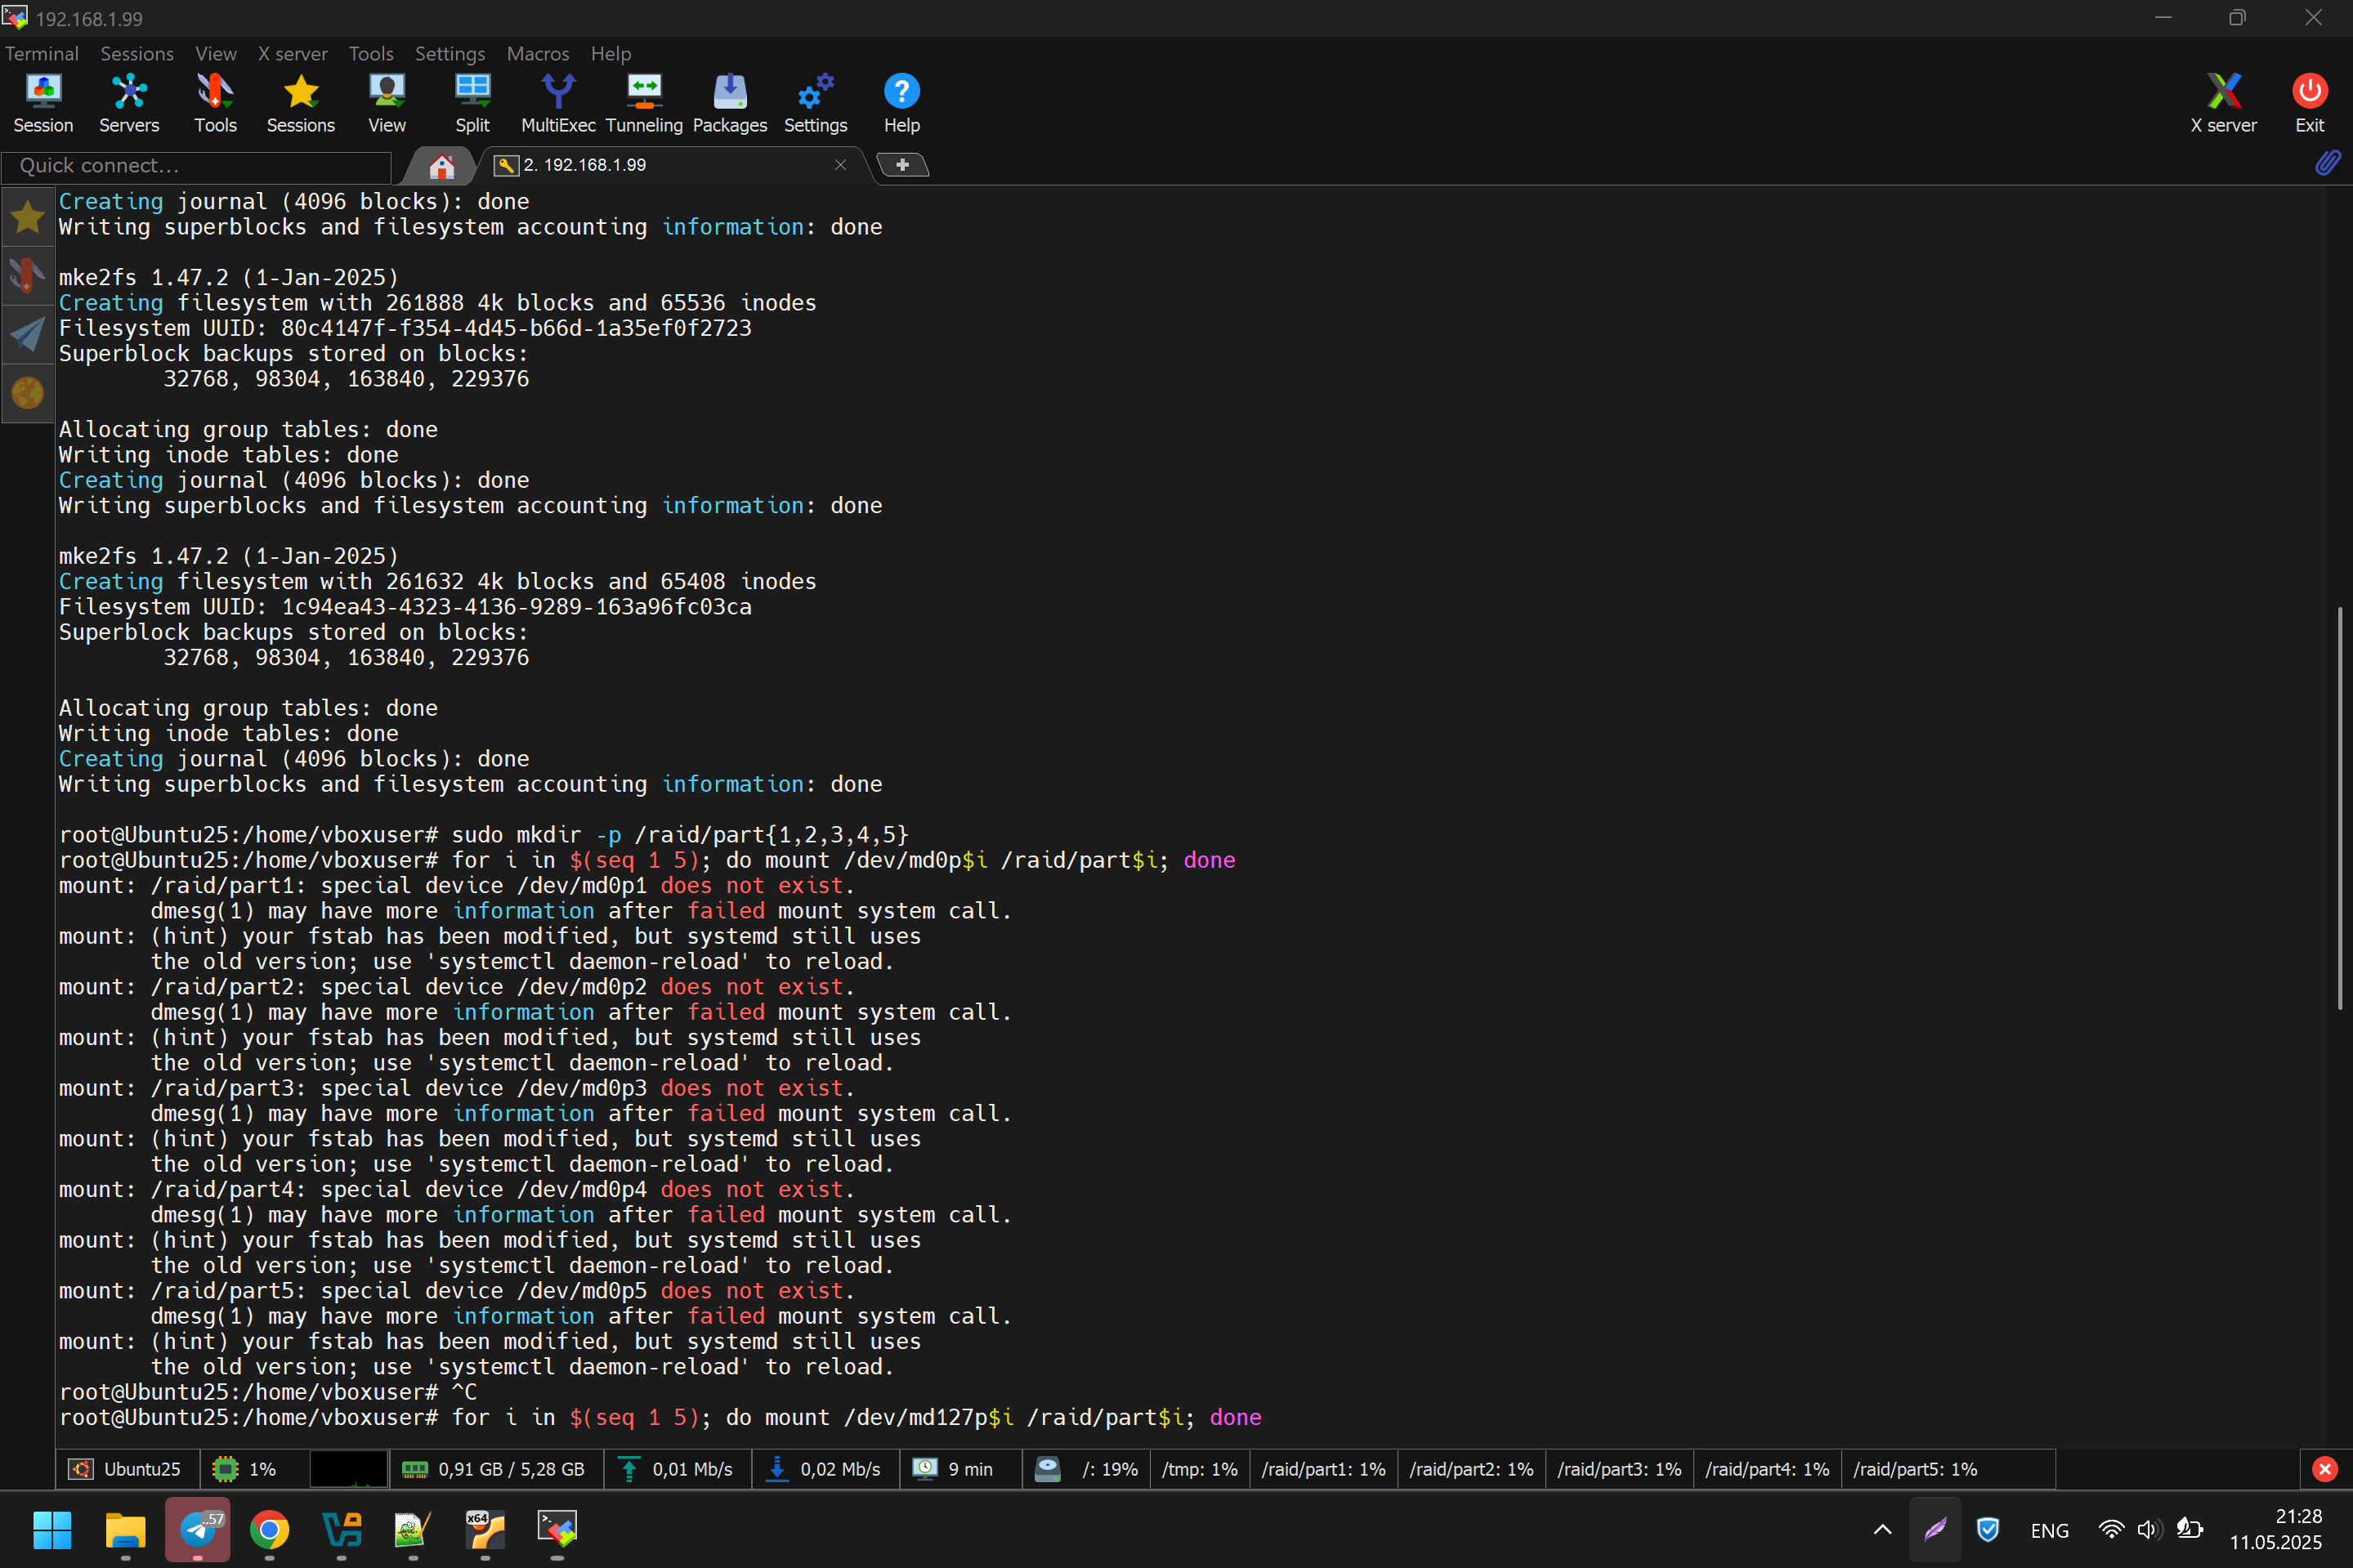 192.168.1.99
Terminal Sessions View X server Tools Settings Macros Help
Session Servers Tools Sessions View Split MultiExec Tunneling Packages Settings Help X server Exit
Quick connect...
2. 192.168.1.99
Creating journal (4096 blocks): done
Writing superblocks and filesystem accounting information: done
mke2fs 1.47.2 (1-Jan-2025)
Creating filesystem with 261888 4k blocks and 65536 inodes
Filesystem UUID: 80c4147f-f354-4d45-b66d-1a35ef0f2723
Superblock backups stored on blocks:
32768, 98304, 163840, 229376
Allocating group tables: done
Writing inode tables: done
Creating journal (4096 blocks): done
Writing superblocks and filesystem accounting information: done
mke2fs 1.47.2 (1-Jan-2025)
Creating filesystem with 261632 4k blocks and 65408 inodes
Filesystem UUID: 1c94ea43-4323-4136-9289-163a96fc03ca
Superblock backups stored on blocks:
32768, 98304, 163840, 229376
Allocating group tables: done
Writing inode tables: done
Creating journal (4096 blocks): done
Writing superblocks and filesystem accounting information: done
root@Ubuntu25:/home/vboxuser# sudo mkdir -p /raid/part{1,2,3,4,5}
root@Ubuntu25:/home/vboxuser# for i in $(seq 1 5); do mount /dev/md0p$i /raid/part$i; done
mount: /raid/part1: special device /dev/md0p1 does not exist.
dmesg(1) may have more information after failed mount system call.
mount: (hint) your fstab has been modified, but systemd still uses
the old version; use 'systemctl daemon-reload' to reload.
mount: /raid/part2: special device /dev/md0p2 does not exist.
dmesg(1) may have more information after failed mount system call.
mount: (hint) your fstab has been modified, but systemd still uses
the old version; use 'systemctl daemon-reload' to reload.
mount: /raid/part3: special device /dev/md0p3 does not exist.
dmesg(1) may have more information after failed mount system call.
mount: (hint) your fstab has been modified, but systemd still uses
the old version; use 'systemctl daemon-reload' to reload.
mount: /raid/part4: special device /dev/md0p4 does not exist.
dmesg(1) may have more information after failed mount system call.
mount: (hint) your fstab has been modified, but systemd still uses
the old version; use 'systemctl daemon-reload' to reload.
mount: /raid/part5: special device /dev/md0p5 does not exist.
dmesg(1) may have more information after failed mount system call.
mount: (hint) your fstab has been modified, but systemd still uses
the old version; use 'systemctl daemon-reload' to reload.
root@Ubuntu25:/home/vboxuser# ^C
root@Ubuntu25:/home/vboxuser# for i in $(seq 1 5); do mount /dev/md127p$i /raid/part$i; done
Ubuntu25 1% 0,91 GB / 5,28 GB 0,01 Mb/s 0,02 Mb/s 9 min /: 19% /tmp: 1% /raid/part1: 1% /raid/part2: 1% /raid/part3: 1% /raid/part4: 1% /raid/part5: 1%
..57 x64 ENG 21:28
11.05.2025